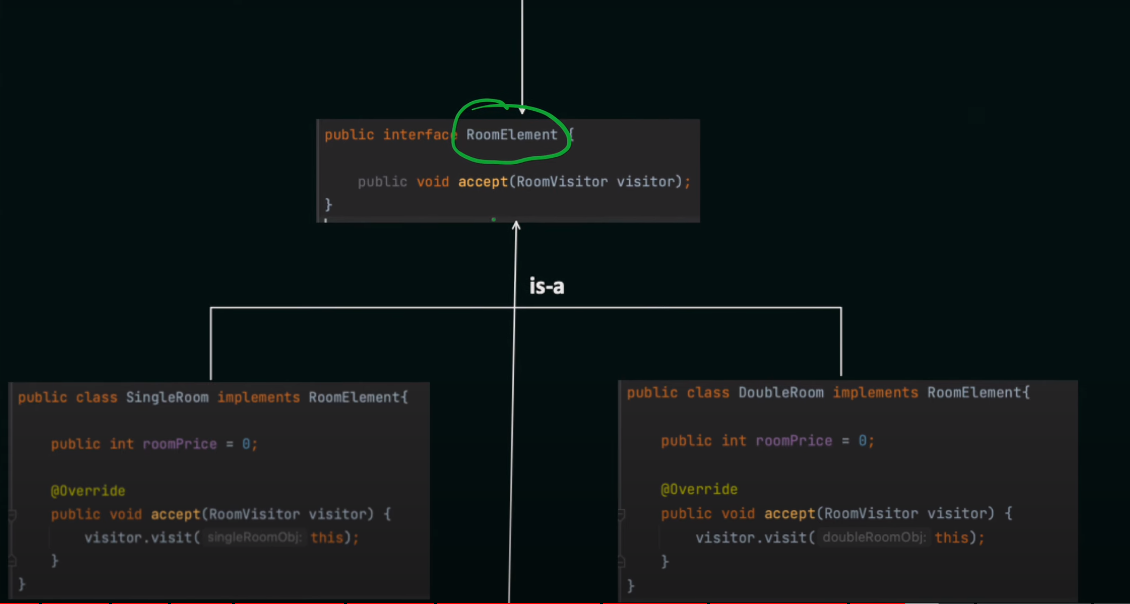 public interface RoomElement {
public void accept(RoomVisitor visitor);
}
is-a
public class SingleRoom implements RoomElement{
public int roomPrice = 0;
@Override
public void accept(RoomVisitor visitor) {
visitor.visit( singleRoomObj: this);
}
}
public class DoubleRoom implements RoomElement{
public int roomPrice = 0;
@Override
public void accept(RoomVisitor visitor) {
visitor.visit( doubleRoomObj: this);
}
}